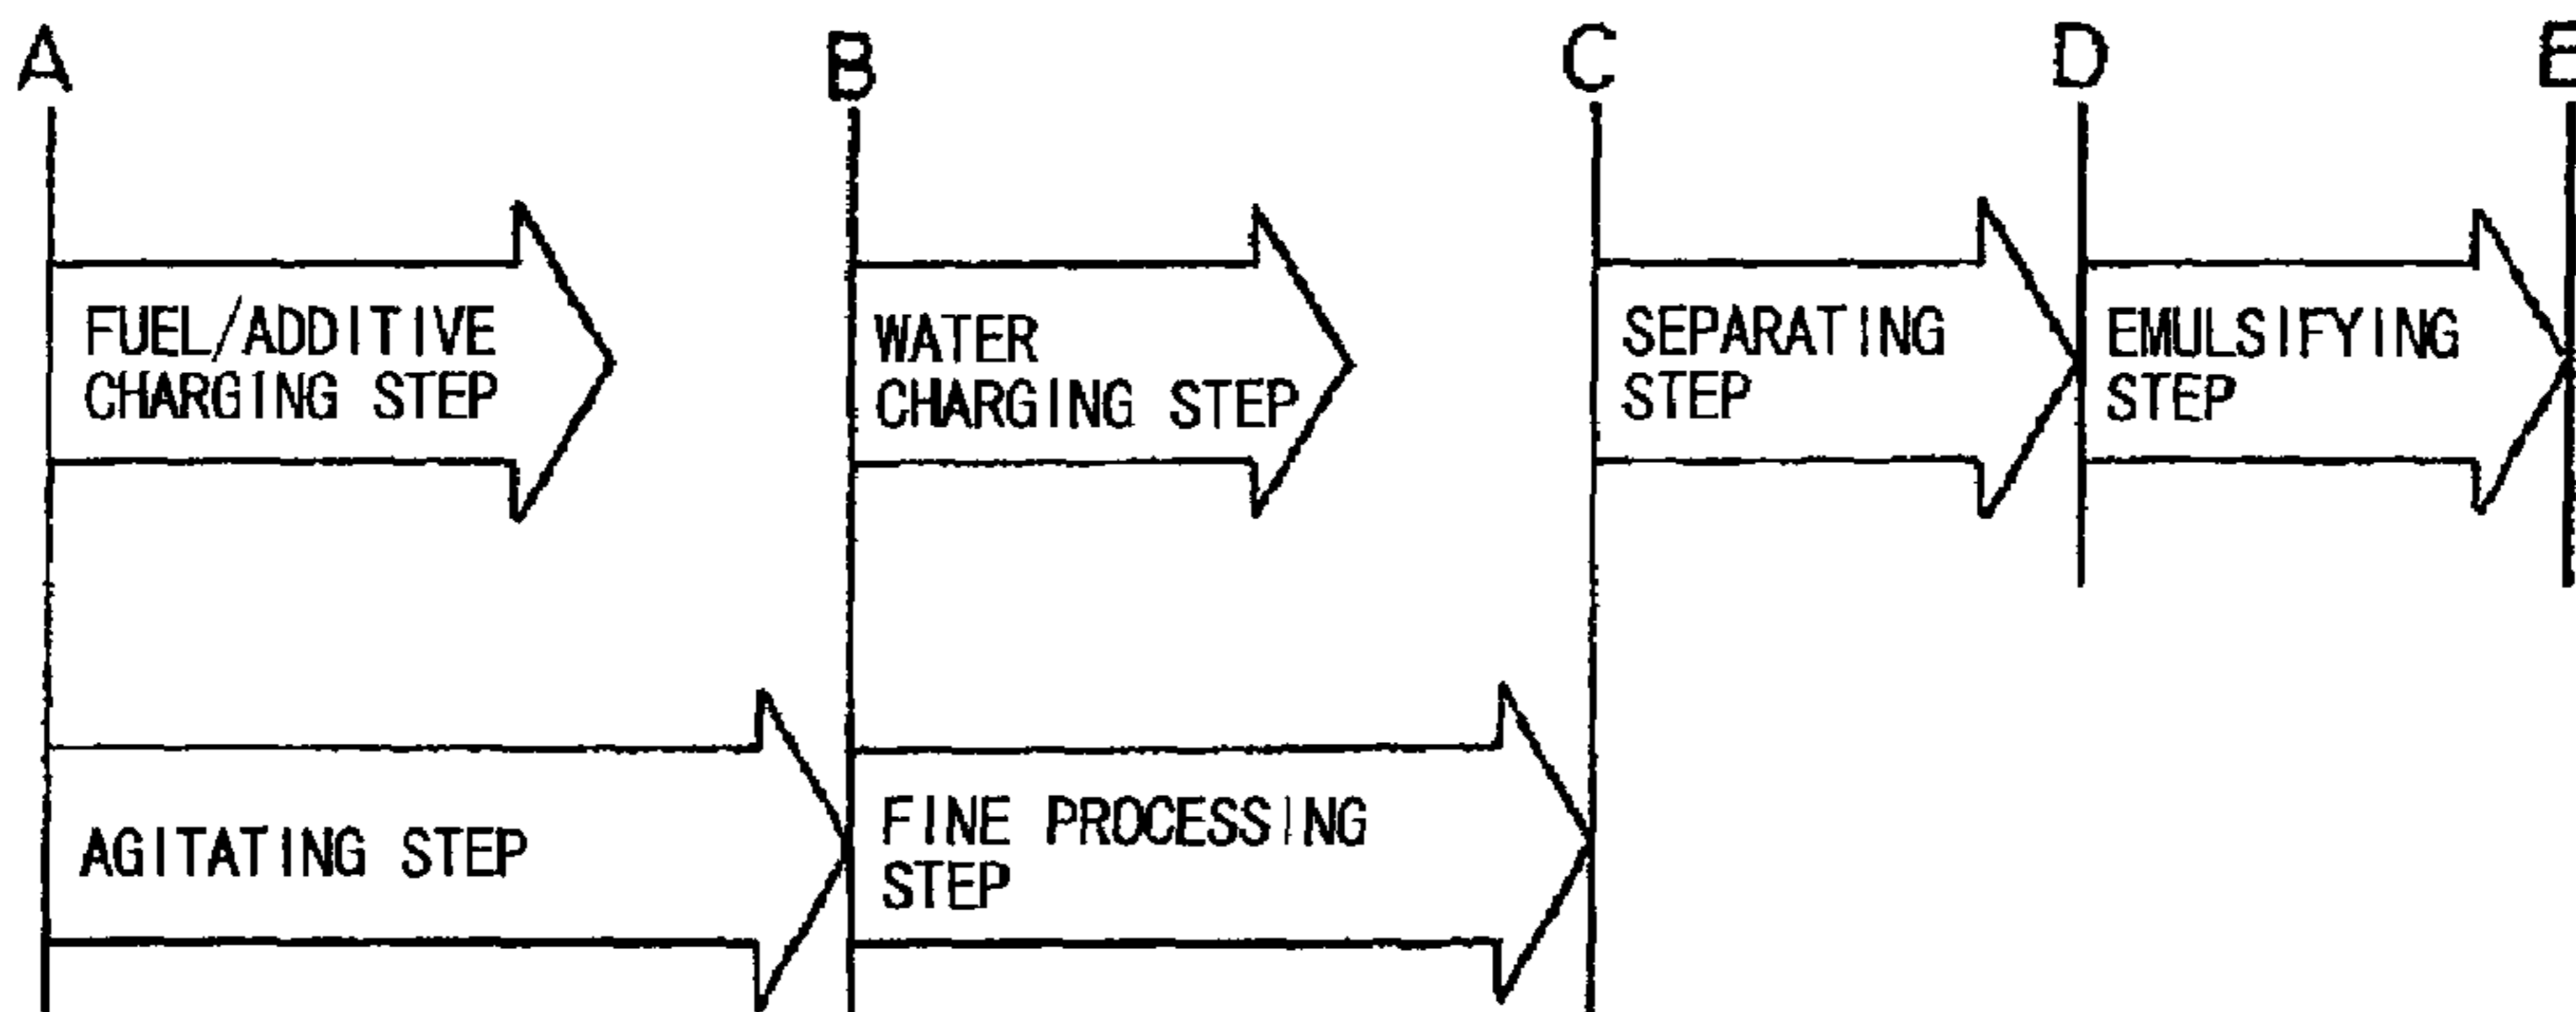 A
B
C
D
E
FUEL/ADDITIVE
CHARGING STEP
WATER
CHARGING STEP
SEPARATING
STEP
EMULSIFYING
STEP
AGITATING STEP
FINE PROCESSING
STEP